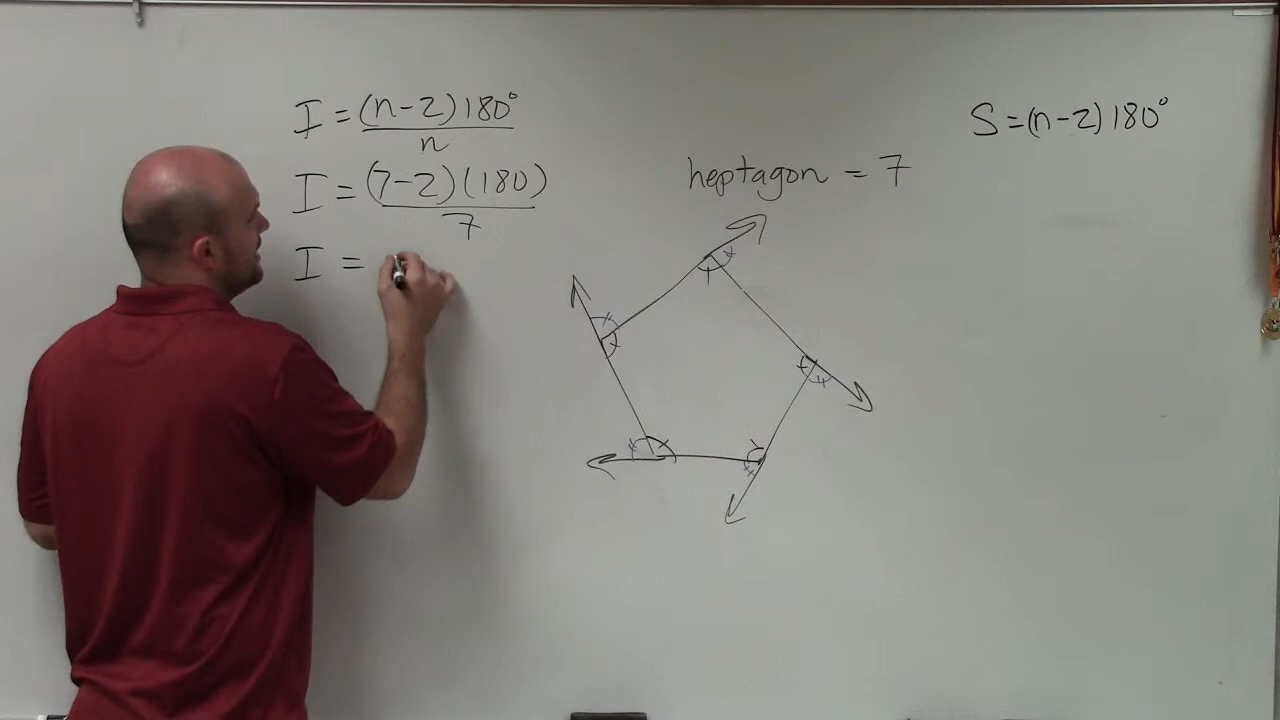 I = (n-2)180°
n
I = (7-2)(180)
7
I =
heptagon = 7
S = (n-2)180°